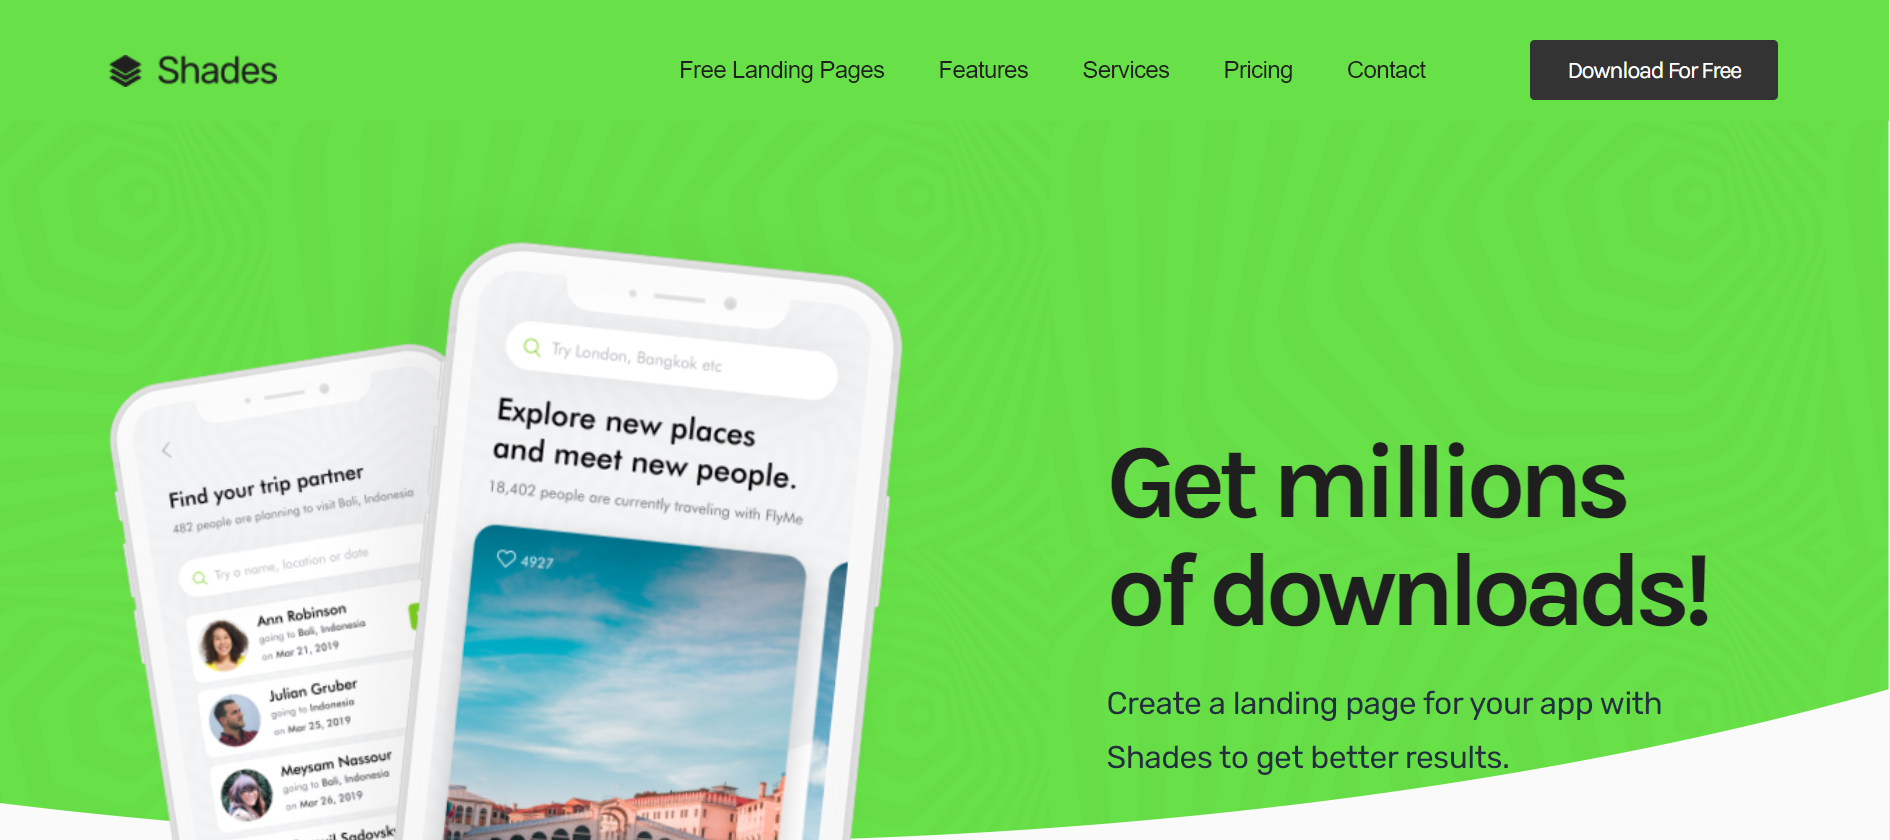 Shades
Free Landing Pages
Features
Services
Pricing
Contact
Download For Free
Find your trip partner
482 people are planning to visit Bali, Indonesia
Try a name, location or date
Ann Robinson
going to Bali, Indonesia
on Mar 21, 2019
Julian Gruber
going to Indonesia
on Mar 25, 2019
Meysam Nassour
going to Bali, Indonesia
on Mar 26, 2019
Try London, Bangkok etc
Explore new places
and meet new people.
18,402 people are currently traveling with FlyMe
4927
Get millions
of downloads!
Create a landing page for your app with
Shades to get better results.